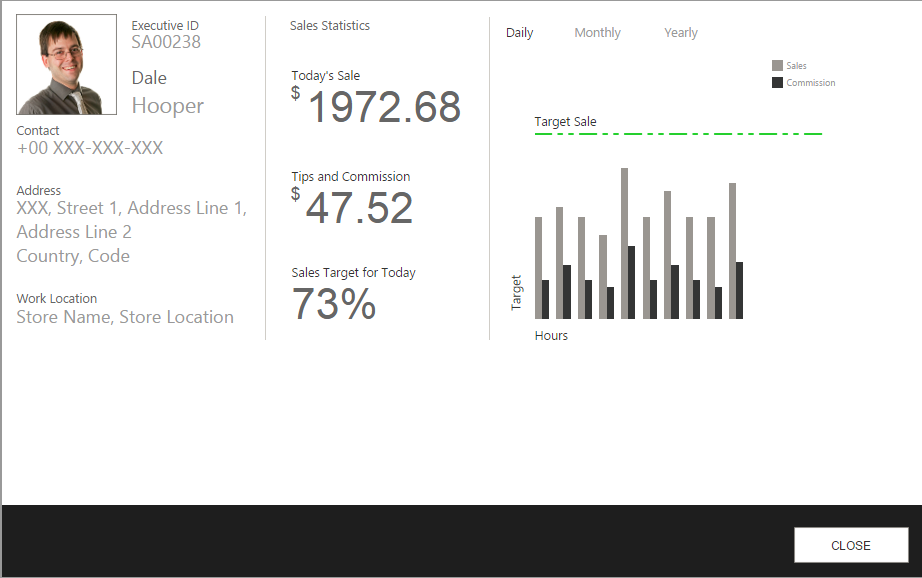 Executive ID
SA00238
Dale
Hooper
Contact
+00 XXX-XXX-XXX
Address
XXX, Street 1, Address Line 1,
Address Line 2
Country, Code
Work Location
Store Name, Store Location
Sales Statistics
Today's Sale
$ 1972.68
Tips and Commission
$ 47.52
Sales Target for Today
73%
Daily Monthly Yearly
Sales
Commission
Target Sale
Target
Hours
CLOSE